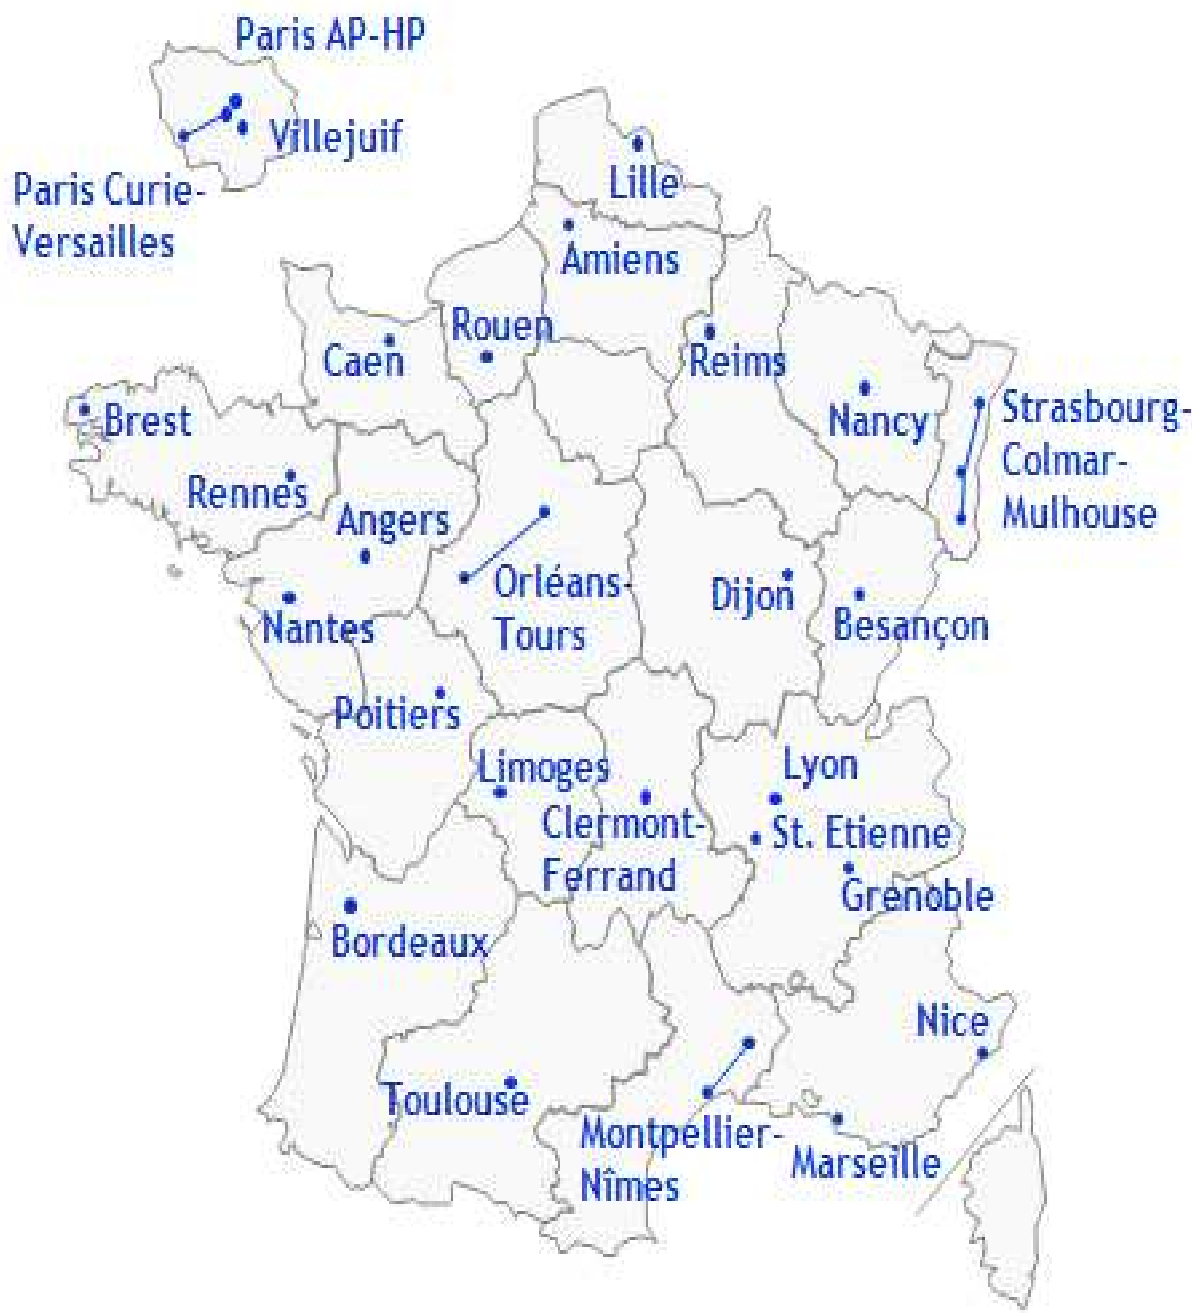 Paris AP-HP
Villejuif
Paris Curie-
Versailles
Lille
Amiens
Rouen
Caen
Reims
Nancy
Strasbourg-
Colmar-
Mulhouse
Brest
Rennes
Angers
Nantes
Orléans-
Tours
Dijon
Besançon
Poitiers
Limoges
Clermont-
Ferrand
Lyon
St. Etienne
Grenoble
Bordeaux
Nice
Toulouse
Montpellier-
Nîmes
Marseille